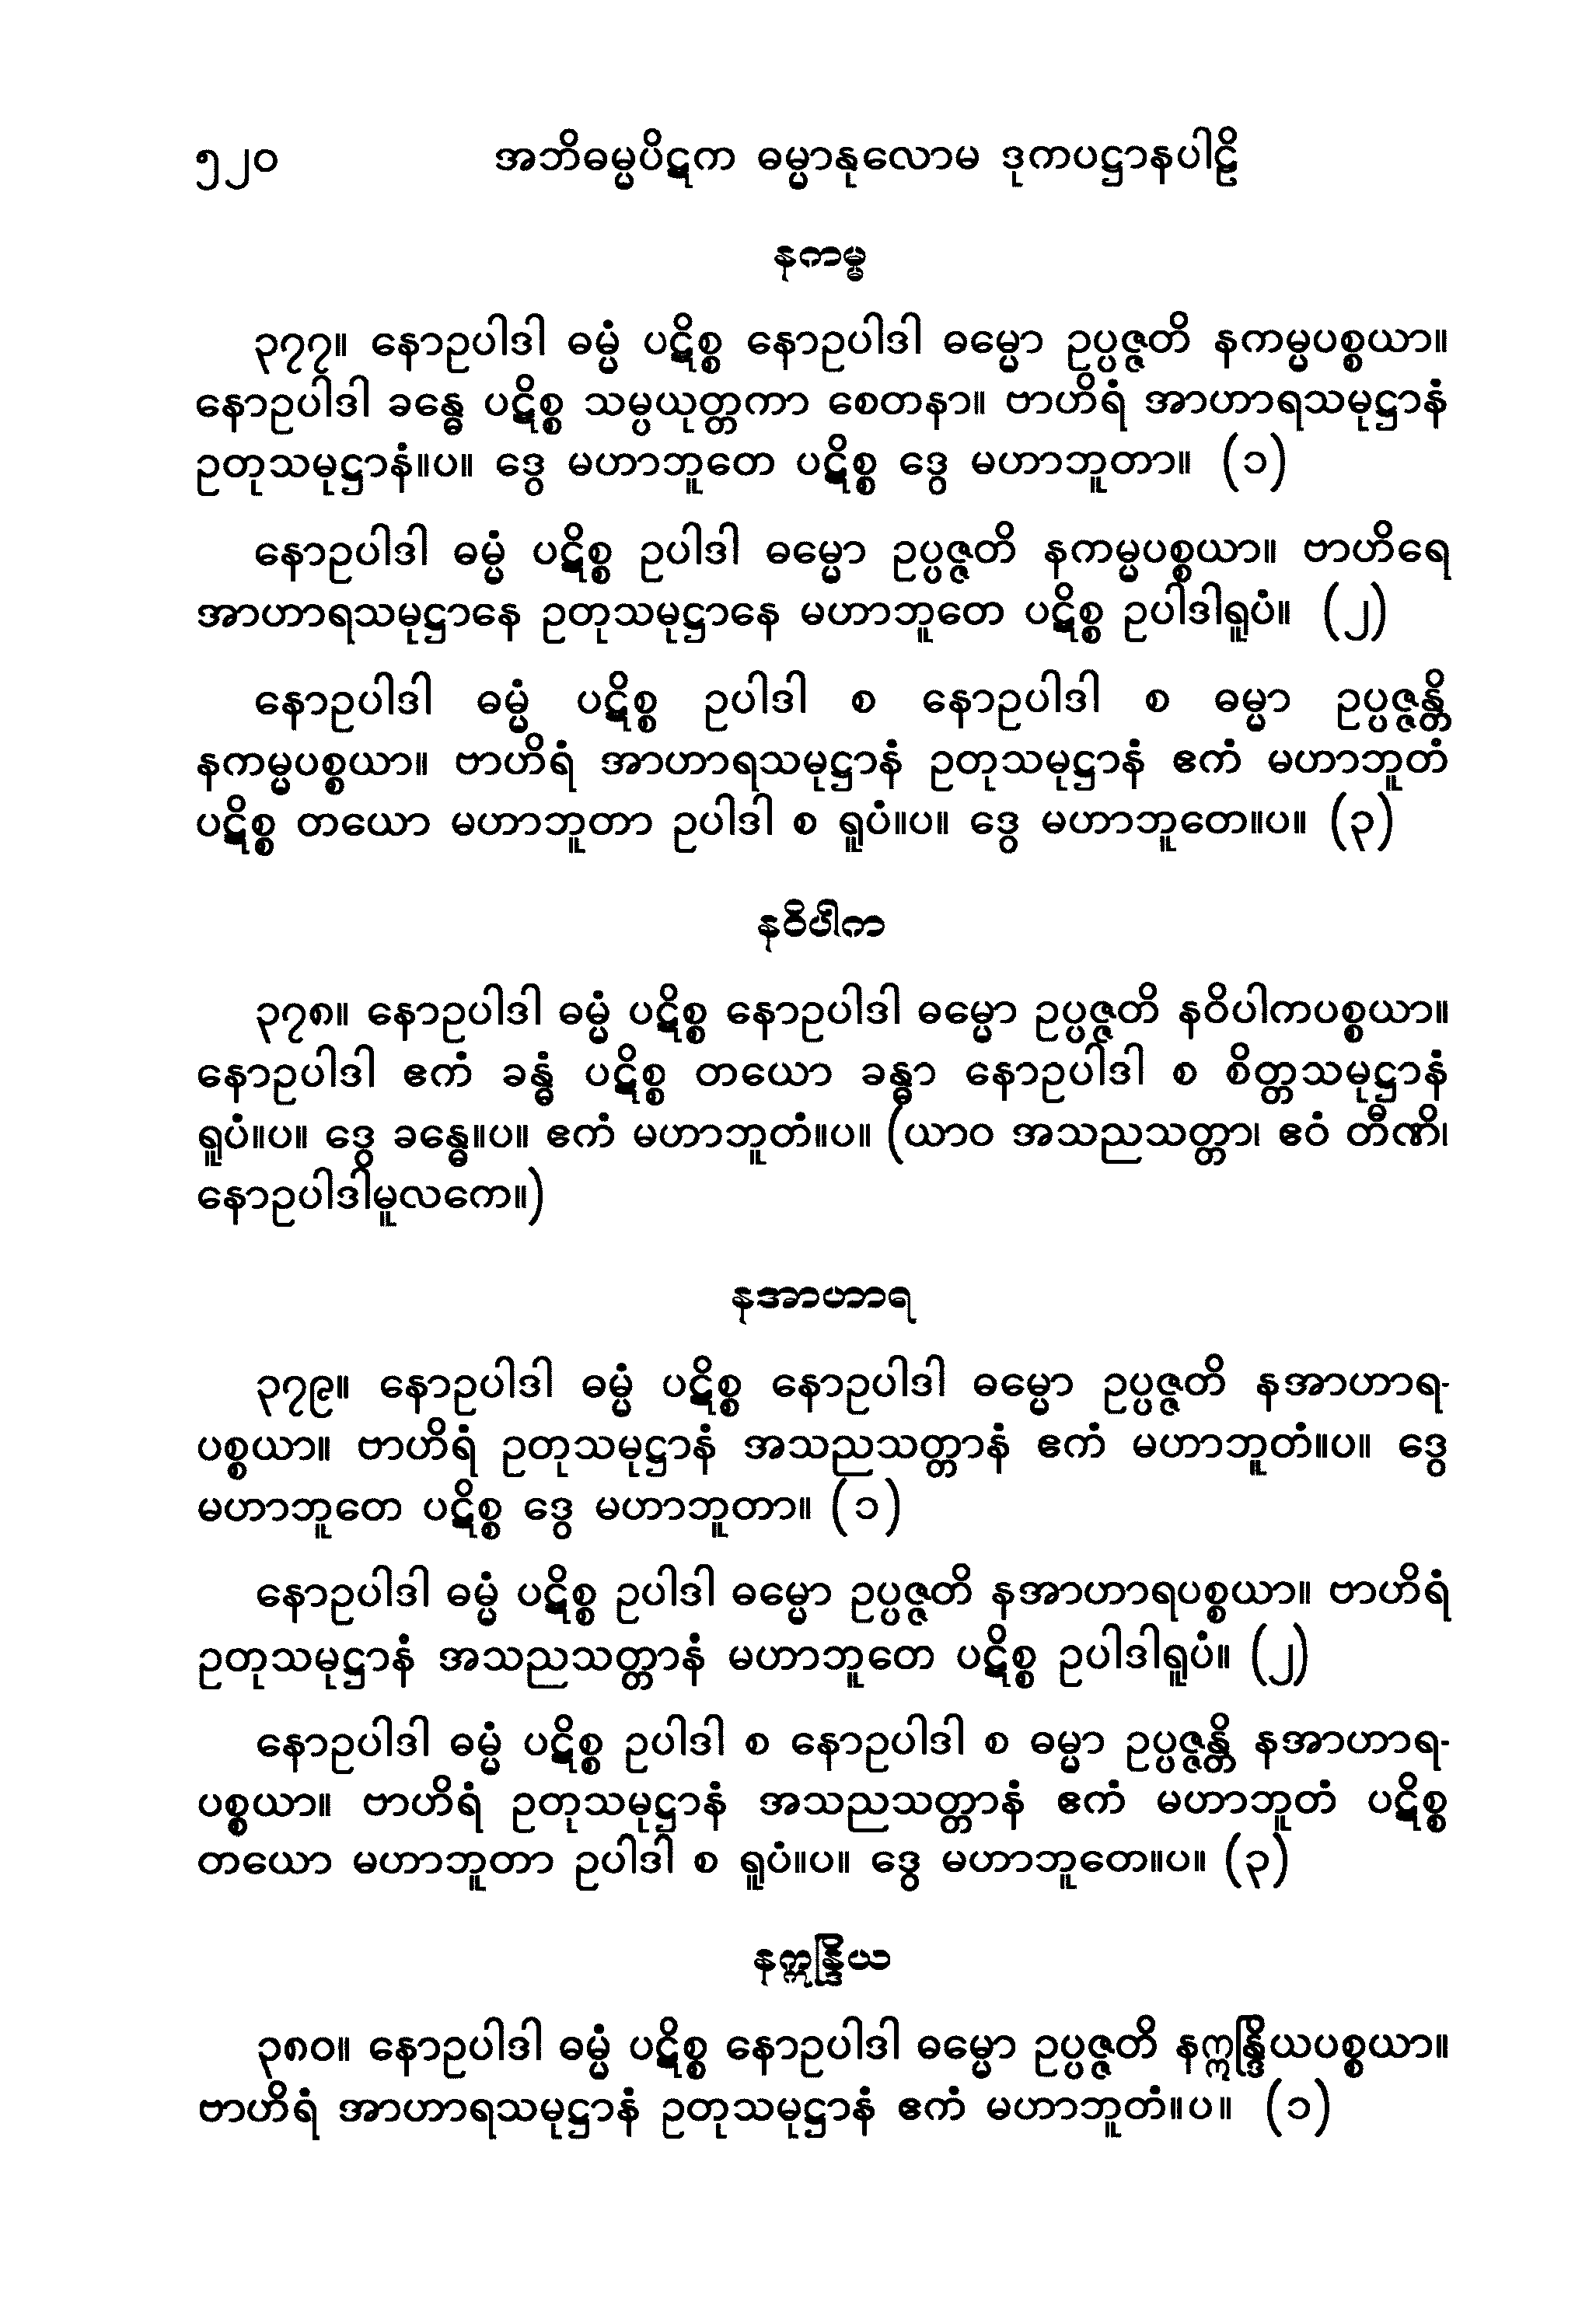 ၅၂၀ အဘိဓမ္မပိဋက ဓမ္မာနုလောမ ဒုကပဋ္ဌာနပါဠိ
နကမ္မ
၃၇၇။ နောဥပါဒါ ဓမ္မံ ပဋိစ္စ နောဥပါဒါ ဓမ္မော ဥပ္ပဇ္ဇတိ နကမ္မပစ္စယာ။
နောဥပါဒါ ခန္ဓေ ပဋိစ္စ သမ္ပယုတ္တကာ စေတနာ။ ဗာဟိရံ အာဟာရသမုဋ္ဌာနံ
ဥတုသမုဋ္ဌာနံ။ပ။ ဒွေ မဟာဘူတေ ပဋိစ္စ ဒွေ မဟာဘူတာ။ (၁)
နောဥပါဒါ ဓမ္မံ ပဋိစ္စ ဥပါဒါ ဓမ္မော ဥပ္ပဇ္ဇတိ နကမ္မပစ္စယာ။ ဗာဟိရေ
အာဟာရသမုဋ္ဌာနေ ဥတုသမုဋ္ဌာနေ မဟာဘူတေ ပဋိစ္စ ဥပါဒါရူပံ။ (၂)
နောဥပါဒါ ဓမ္မံ ပဋိစ္စ ဥပါဒါ စ နောဥပါဒါ စ ဓမ္မာ ဥပ္ပဇ္ဇန္တိ
နကမ္မပစ္စယာ။ ဗာဟိရံ အာဟာရသမုဋ္ဌာနံ ဥတုသမုဋ္ဌာနံ ဧကံ မဟာဘူတံ
ပဋိစ္စ တယော မဟာဘူတာ ဥပါဒါ စ ရူပံ။ပ။ ဒွေ မဟာဘူတေ။ပ။ (၃)
နဝိပါက
၃၇၈။ နောဥပါဒါ ဓမ္မံ ပဋိစ္စ နောဥပါဒါ ဓမ္မော ဥပ္ပဇ္ဇတိ နဝိပါကပစ္စယာ။
နောဥပါဒါ ဧကံ ခန္ဓံ ပဋိစ္စ တယော ခန္ဓာ နောဥပါဒါ စ စိတ္တသမုဋ္ဌာနံ
ရူပံ။ပ။ ဒွေ ခန္ဓေ။ပ။ ဧကံ မဟာဘူတံ။ပ။ (ယာဝ အသညသတ္တာ၊ ဧဝံ တီဏိ၊
နောဥပါဒါမူလကေ။)
နအာဟာရ
၃၇၉။ နောဥပါဒါ ဓမ္မံ ပဋိစ္စ နောဥပါဒါ ဓမ္မော ဥပ္ပဇ္ဇတိ နအာဟာရ-
ပစ္စယာ။ ဗာဟိရံ ဥတုသမုဋ္ဌာနံ အသညသတ္တာနံ ဧကံ မဟာဘူတံ။ပ။ ဒွေ
မဟာဘူတေ ပဋိစ္စ ဒွေ မဟာဘူတာ။ (၁)
နောဥပါဒါ ဓမ္မံ ပဋိစ္စ ဥပါဒါ ဓမ္မော ဥပ္ပဇ္ဇတိ နအာဟာရပစ္စယာ။ ဗာဟိရံ
ဥတုသမုဋ္ဌာနံ အသညသတ္တာနံ မဟာဘူတေ ပဋိစ္စ ဥပါဒါရူပံ။ (၂)
နောဥပါဒါ ဓမ္မံ ပဋိစ္စ ဥပါဒါ စ နောဥပါဒါ စ ဓမ္မာ ဥပ္ပဇ္ဇန္တိ နအာဟာရ-
ပစ္စယာ။ ဗာဟိရံ ဥတုသမုဋ္ဌာနံ အသညသတ္တာနံ ဧကံ မဟာဘူတံ ပဋိစ္စ
တယော မဟာဘူတာ ဥပါဒါ စ ရူပံ။ပ။ ဒွေ မဟာဘူတေ။ပ။ (၃)
နဣန္ဒြိယ
၃၈၀။ နောဥပါဒါ ဓမ္မံ ပဋိစ္စ နောဥပါဒါ ဓမ္မော ဥပ္ပဇ္ဇတိ နဣန္ဒြိယပစ္စယာ။
ဗာဟိရံ အာဟာရသမုဋ္ဌာနံ ဥတုသမုဋ္ဌာနံ ဧကံ မဟာဘူတံ။ပ။ (၁)